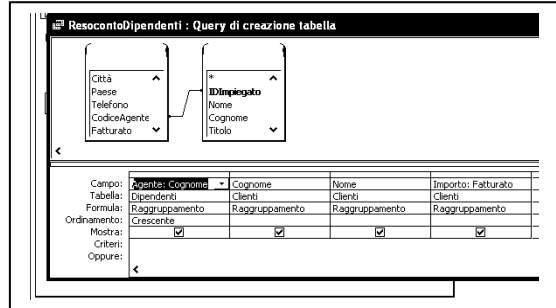 ResocontoDipendenti : Query di creazione tabella
Città
Paese
Telefono
CodiceAgente
Fatturato
*
IDImpiegato
Nome
Cognome
Titolo
Campo: Agente: Cognome Cognome Nome Importo: Fatturato
Tabella: Dipendenti Clienti Clienti Clienti
Formula: Raggruppamento Raggruppamento Raggruppamento Raggruppamento
Ordinamento: Crescente
Mostra:
Criteri:
Oppure: